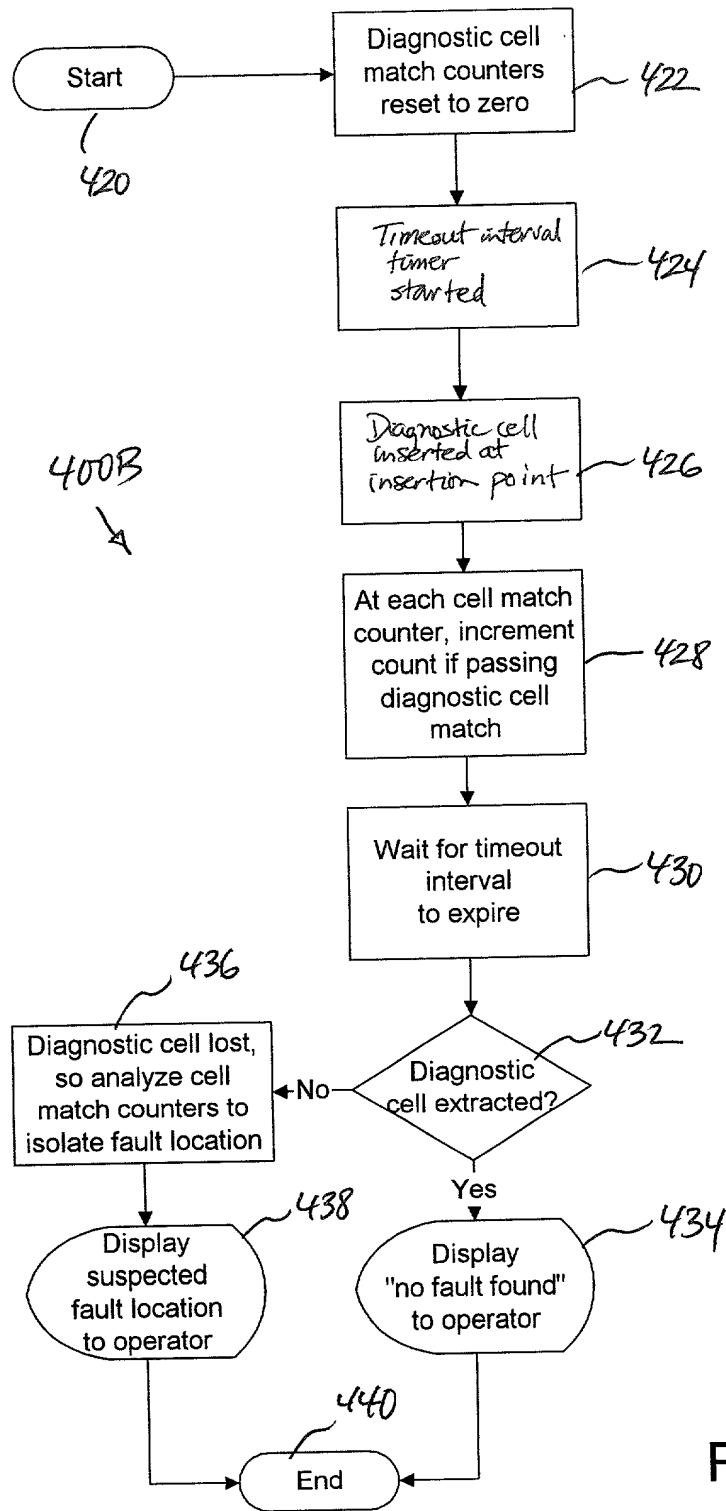 Start
420
Diagnostic cell
match counters
reset to zero
422
Timeout interval
timer
started
424
400B
Diagnostic cell
inserted at
insertion point
426
At each cell match
counter, increment
count if passing
diagnostic cell
match
428
Wait for timeout
interval
to expire
430
436
432
Diagnostic cell lost,
so analyze cell
match counters to
isolate fault location
No
Diagnostic
cell extracted?
Yes
438
434
Display
suspected
fault location
to operator
Display
"no fault found"
to operator
440
End
F